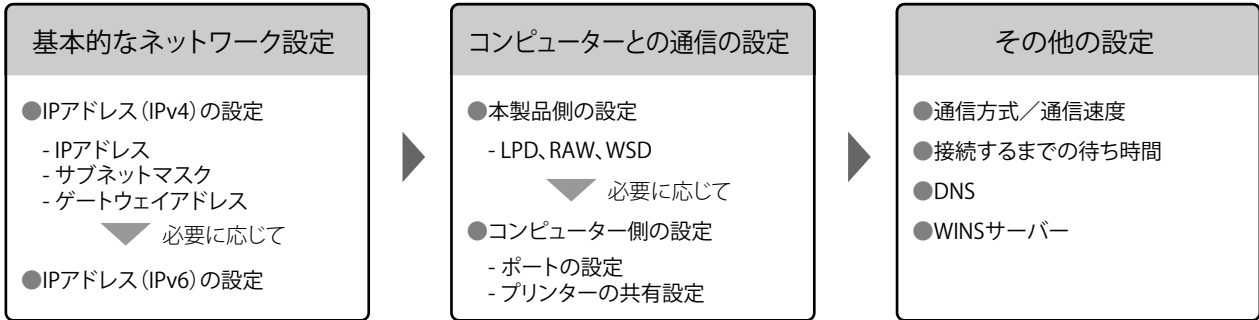 基本的なネットワーク設定
●IPアドレス（IPv4）の設定
- IPアドレス
- サブネットマスク
- ゲートウェイアドレス
必要に応じて
●IPアドレス（IPv6）の設定
コンピューターとの通信の設定
●本製品側の設定
- LPD、RAW、WSD
必要に応じて
●コンピューター側の設定
- ポートの設定
- プリンターの共有設定
その他の設定
●通信方式／通信速度
●接続するまでの待ち時間
●DNS
●WINSサーバー